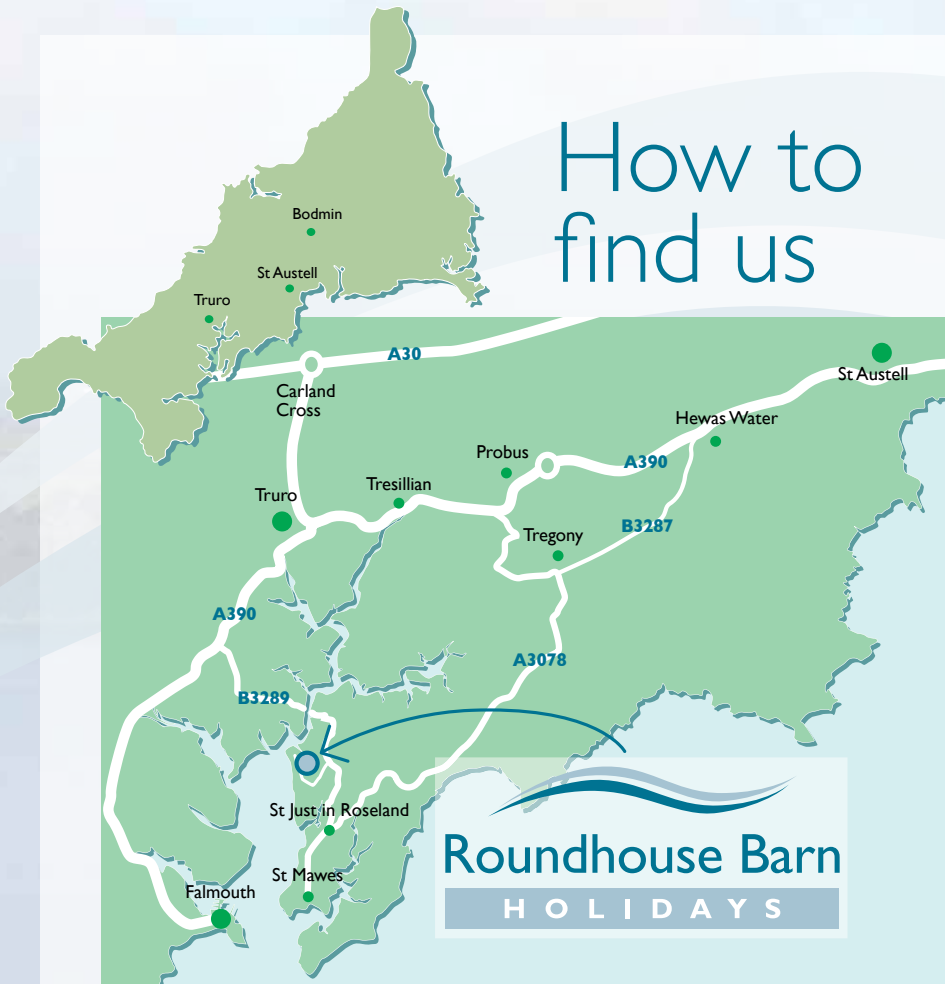 How to
find us
Bodmin
St Austell
Truro
A30
Carland
Cross
St Austell
Hewas Water
Probus
A390
Tresillian
Truro
B3287
Tregony
A390
A3078
B3289
St Just in Roseland
St Mawes
Falmouth
Roundhouse Barn
HOLIDAYS